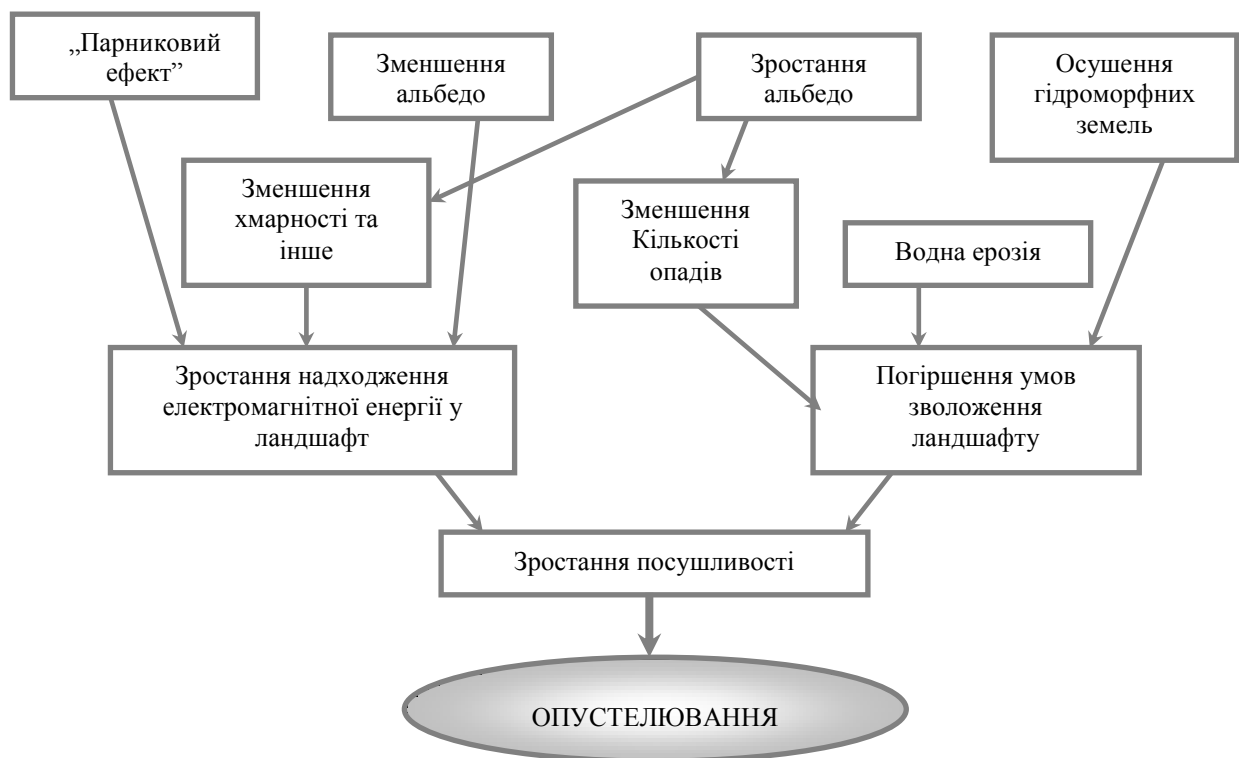 „Парниковий
ефект”
Зменшення
альбедо
Зростання
альбедо
Осушення
гідроморфних
земель
Зменшення
хмарності та
інше
Зменшення
Кількості
опадів
Водна ерозія
Зростання надходження
електромагнітної енергії у
ландшафт
Погіршення умов
зволоження
ландшафту
Зростання посушливості
ОПУСТЕЛЮВАННЯ